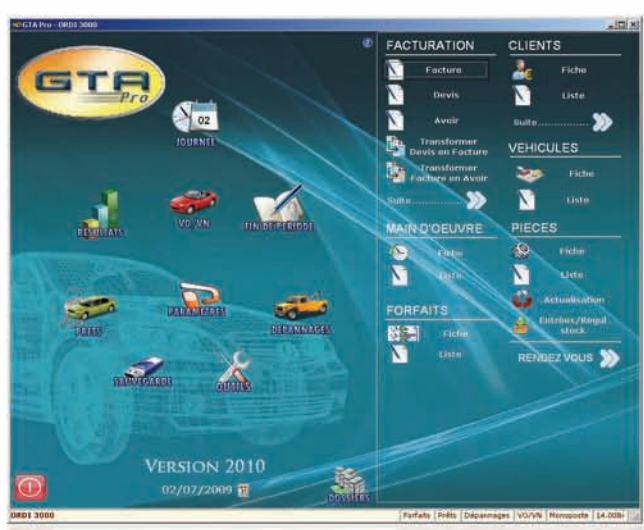 GTA Pro - ORDI 3000
GTA
Pro
02
JOURNEE
RESULTATS
VO/VN
FIN DE PERIODE
PRETS
PARAMETRES
DEPANNAGES
SAUVEGARDE
OUTILS
VERSION 2010
02/07/2009
DOSSIERS
FACTURATION
Facture
Devis
Avoir
Transformer
Devis en Facture
Transformer
Facture en Avoir
Suite
MAIN D'OEUVRE
Fiche
Liste
FORFAITS
Fiche
Liste
CLIENTS
Fiche
Liste
Suite
VEHICULES
Fiche
Liste
PIECES
Fiche
Liste
Actualisation
Entrées/Régul
stock
RENDEZ VOUS
ORDI 3000
Forfaits Prêts Dépannages VO/VN Monoposte